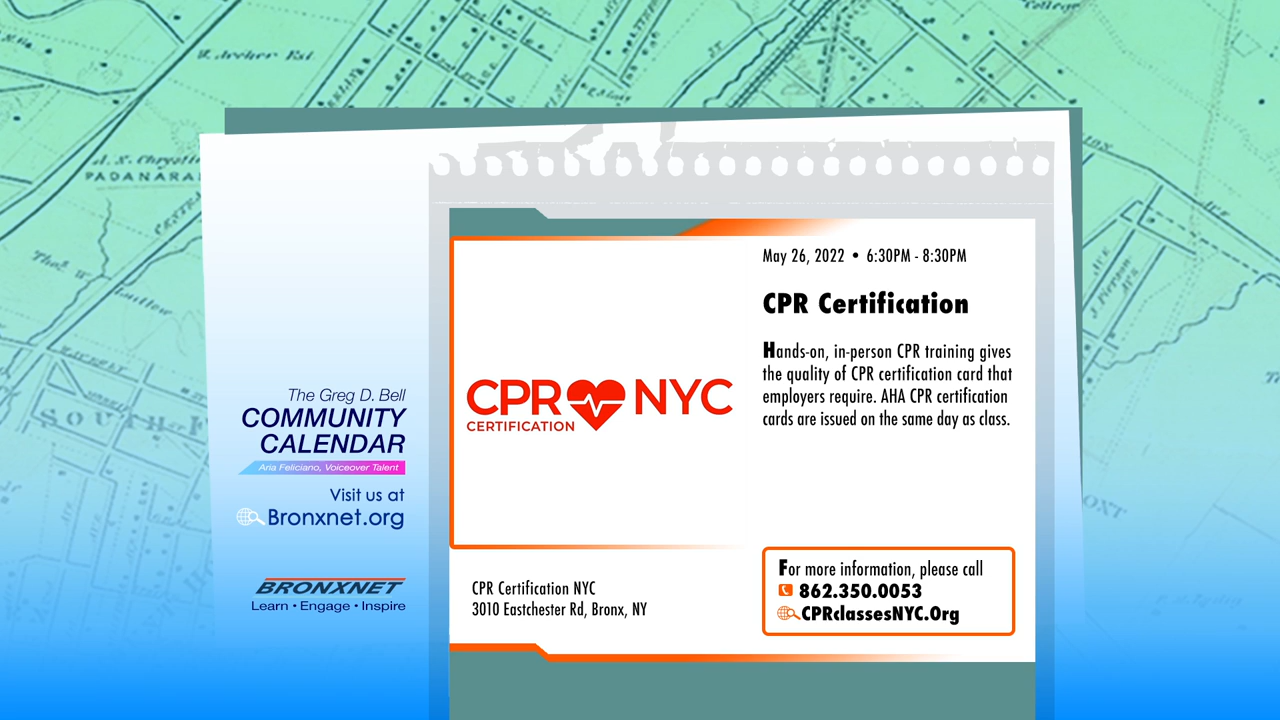 W. Archer Est.
College
PADANARA
The Greg D. Bell
COMMUNITY
CALENDAR
Aria Feliciano, Voiceover Talent
Visit us at
Bronxnet.org
BRONXNET
Learn • Engage • Inspire
CPR NYC
CERTIFICATION
CPR Certification NYC
3010 Eastchester Rd, Bronx, NY
May 26, 2022 • 6:30PM - 8:30PM
CPR Certification
Hands-on, in-person CPR training gives
the quality of CPR certification card that
employers require. AHA CPR certification
cards are issued on the same day as class.
For more information, please call
862.350.0053
CPRclassesNYC.Org